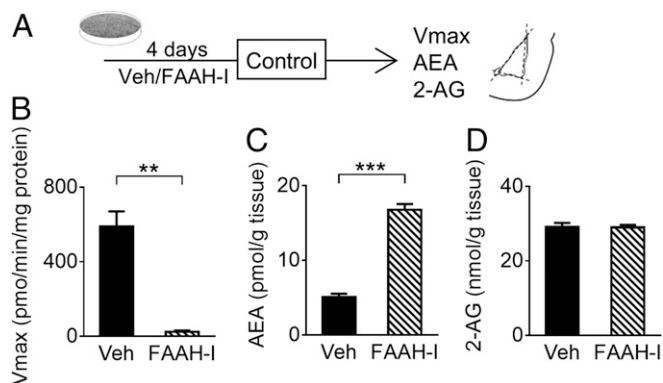 A
4 days
Veh/FAAH-I
Control
Vmax
AEA
2-AG
B
Vmax (pmo/min/mg protein)
800
400
0
**
Veh FAAH-I
C
AEA (pmol/g tissue)
20
10
0
***
Veh FAAH-I
D
2-AG (nmol/g tissue)
40
20
0
Veh FAAH-I